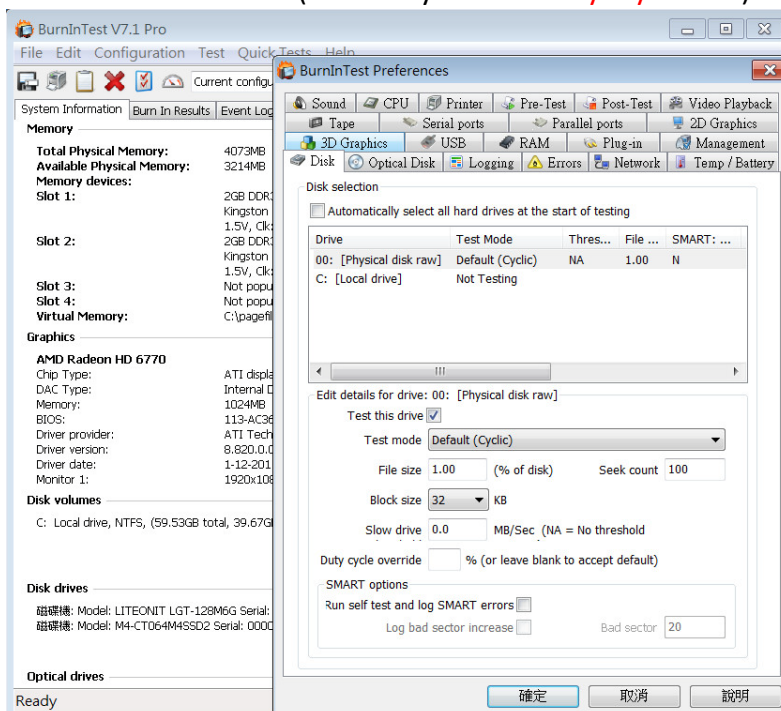 BurnInTest V7.1 Pro
File Edit Configuration Test Quick Tests Help
Current configu
System Information Burn In Results Event Log
Memory
Total Physical Memory: 4073MB
Available Physical Memory: 3214MB
Memory devices:
Slot 1: 2GB DDR3
Kingston
1.5V, Clk:
Slot 2: 2GB DDR3
Kingston
1.5V, Clk:
Slot 3: Not popu
Slot 4: Not popu
Virtual Memory: C:\pagefil
Graphics
AMD Radeon HD 6770
Chip Type: ATI displa
DAC Type: Internal D
Memory: 1024MB
BIOS: 113-AC36
Driver provider: ATI Tech
Driver version: 8.820.0.0
Driver date: 1-12-201
Monitor 1: 1920x108
Disk volumes
C: Local drive, NTFS, (59.53GB total, 39.67G
Disk drives
磁碟機: Model: LITEONIT LGT-128M6G Serial:
磁碟機: Model: M4-CT064M4SSD2 Serial: 0000
Optical drives
Ready
BurnInTest Preferences
Sound CPU Printer Pre-Test Post-Test Video Playback
Tape Serial ports Parallel ports 2D Graphics
3D Graphics USB RAM Plug-in Management
Disk Optical Disk Logging Errors Network Temp / Battery
Disk selection
Automatically select all hard drives at the start of testing
Drive Test Mode Thres... File ... SMART: ...
00: [Physical disk raw] Default (Cyclic) NA 1.00 N
C: [Local drive] Not Testing
Edit details for drive: 00: [Physical disk raw]
Test this drive
Test mode Default (Cyclic)
File size 1.00 (% of disk) Seek count 100
Block size 32 KB
Slow drive 0.0 MB/Sec (NA = No threshold
Duty cycle override % (or leave blank to accept default)
SMART options
Run self test and log SMART errors
Log bad sector increase Bad sector 20
確定 取消 說明